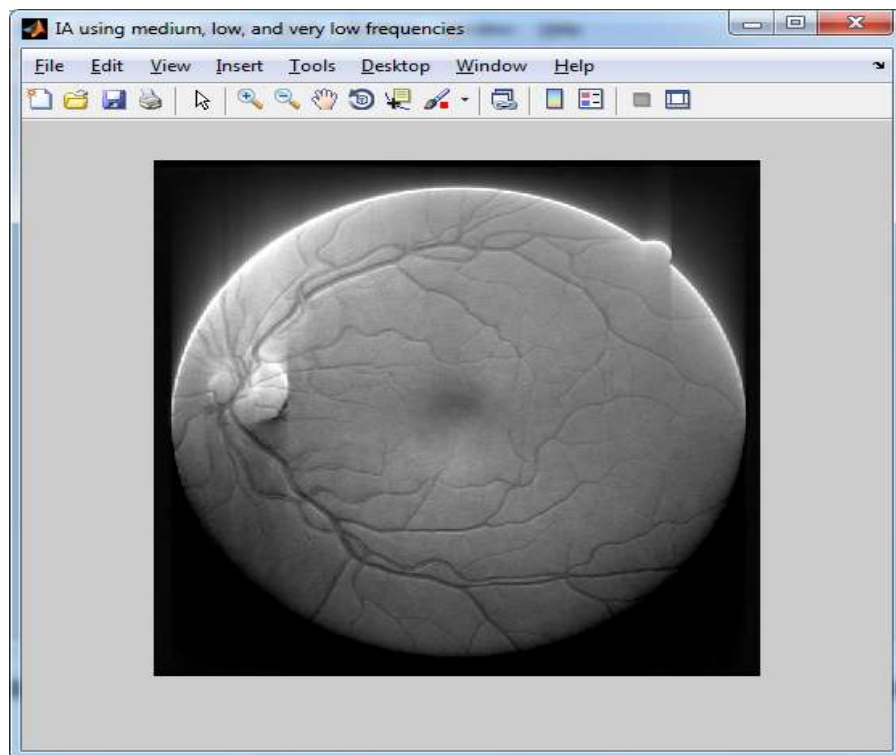 IA using medium, low, and very low frequencies
File Edit View Insert Tools Desktop Window Help